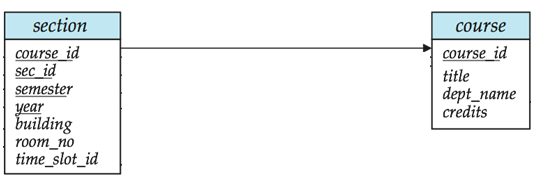 section
course_id
sec_id
semester
year
building
room_no
time_slot_id
course
course_id
title
dept_name
credits